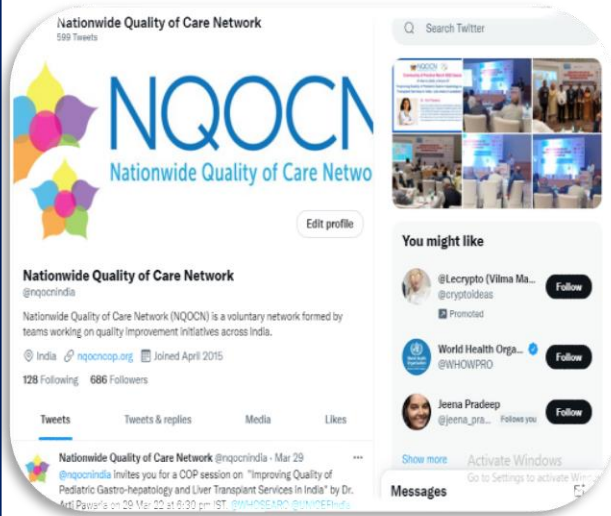 Nationwide Quality of Care Network
599 Tweets
NQOCN
Nationwide Quality of Care Netwo
Edit profile
Nationwide Quality of Care Network
@nqocnindia
Nationwide Quality of Care Network (NQOCN) is a voluntary network formed by
teams working on quality improvement initiatives across India.
India nqocncop.org Joined April 2015
128 Following 686 Followers
Tweets Tweets & replies Media Likes
Nationwide Quality of Care Network @nqocnindia · Mar 29 ···
@nqocnindia invites you for a COP session on "Improving Quality of
Pediatric Gastro-hepatology and Liver Transplant Services in India" by Dr.
Arti Pawaria on 29 Mar 22 at 6:30 pm IST. @WHOSEARO @UNICEFIndia
Search Twitter
NQOCN
You might like
@Lecrypto (Vilma Ma...
@cryptoideas
Promoted
Follow
World Health Orga...
@WHOWPRO
Follow
Jeena Pradeep
@jeena_pra... Follows you
Follow
Show more
Activate Windows
Go to Settings to activate Win
Messages